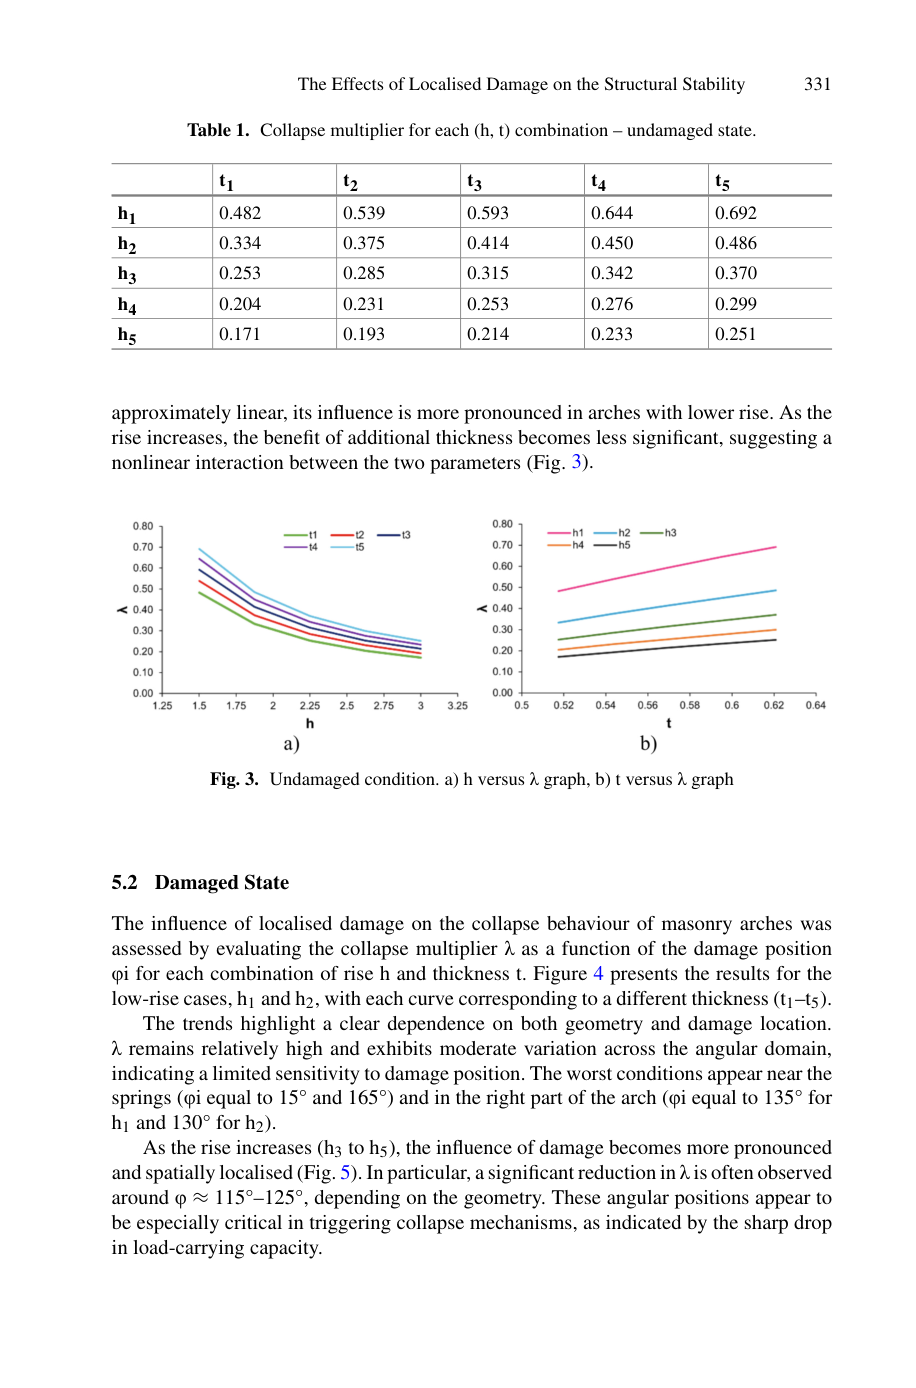 The Effects of Localised Damage on the Structural Stability 331
Table 1. Collapse multiplier for each (h, t) combination – undamaged state.
t1 t2 t3 t4 t5
h1 0.482 0.539 0.593 0.644 0.692
h2 0.334 0.375 0.414 0.450 0.486
h3 0.253 0.285 0.315 0.342 0.370
h4 0.204 0.231 0.253 0.276 0.299
h5 0.171 0.193 0.214 0.233 0.251
approximately linear, its influence is more pronounced in arches with lower rise. As the
rise increases, the benefit of additional thickness becomes less significant, suggesting a
nonlinear interaction between the two parameters (Fig. 3).
0.80
0.70
0.60
0.50
0.40
0.30
0.20
0.10
0.00
λ
t1 t2 t3
t4 t5
1.25 1.5 1.75 2 2.25 2.5 2.75 3 3.25
h
a)
0.80
0.70
0.60
0.50
0.40
0.30
0.20
0.10
0.00
λ
h1 h2 h3
h4 h5
0.5 0.52 0.54 0.56 0.58 0.6 0.62 0.64
t
b)
Fig. 3. Undamaged condition. a) h versus λ graph, b) t versus λ graph
5.2 Damaged State
The influence of localised damage on the collapse behaviour of masonry arches was
assessed by evaluating the collapse multiplier λ as a function of the damage position
φi for each combination of rise h and thickness t. Figure 4 presents the results for the
low-rise cases, h1 and h2, with each curve corresponding to a different thickness (t1–t5).
The trends highlight a clear dependence on both geometry and damage location.
λ remains relatively high and exhibits moderate variation across the angular domain,
indicating a limited sensitivity to damage position. The worst conditions appear near the
springs (φi equal to 15° and 165°) and in the right part of the arch (φi equal to 135° for
h1 and 130° for h2).
As the rise increases (h3 to h5), the influence of damage becomes more pronounced
and spatially localised (Fig. 5). In particular, a significant reduction in λ is often observed
around φ ≈ 115°–125°, depending on the geometry. These angular positions appear to
be especially critical in triggering collapse mechanisms, as indicated by the sharp drop
in load-carrying capacity.